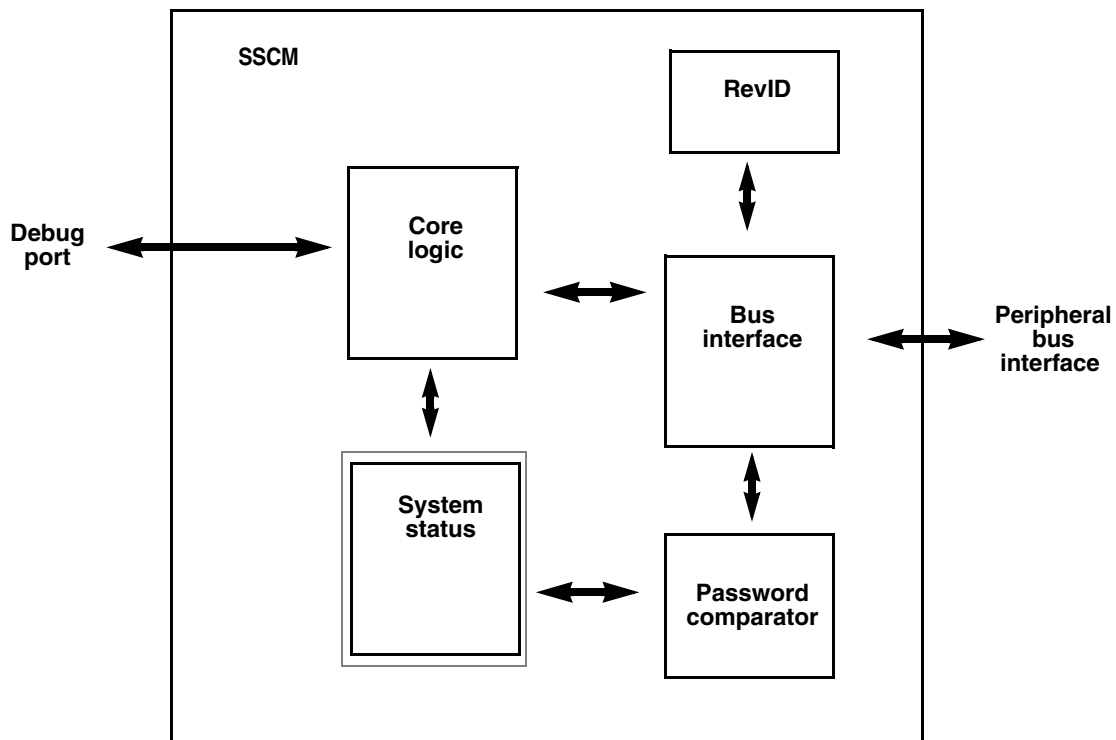 SSCM
RevID
Debug
port
Core
logic
Bus
interface
Peripheral
bus
interface
System
status
Password
comparator